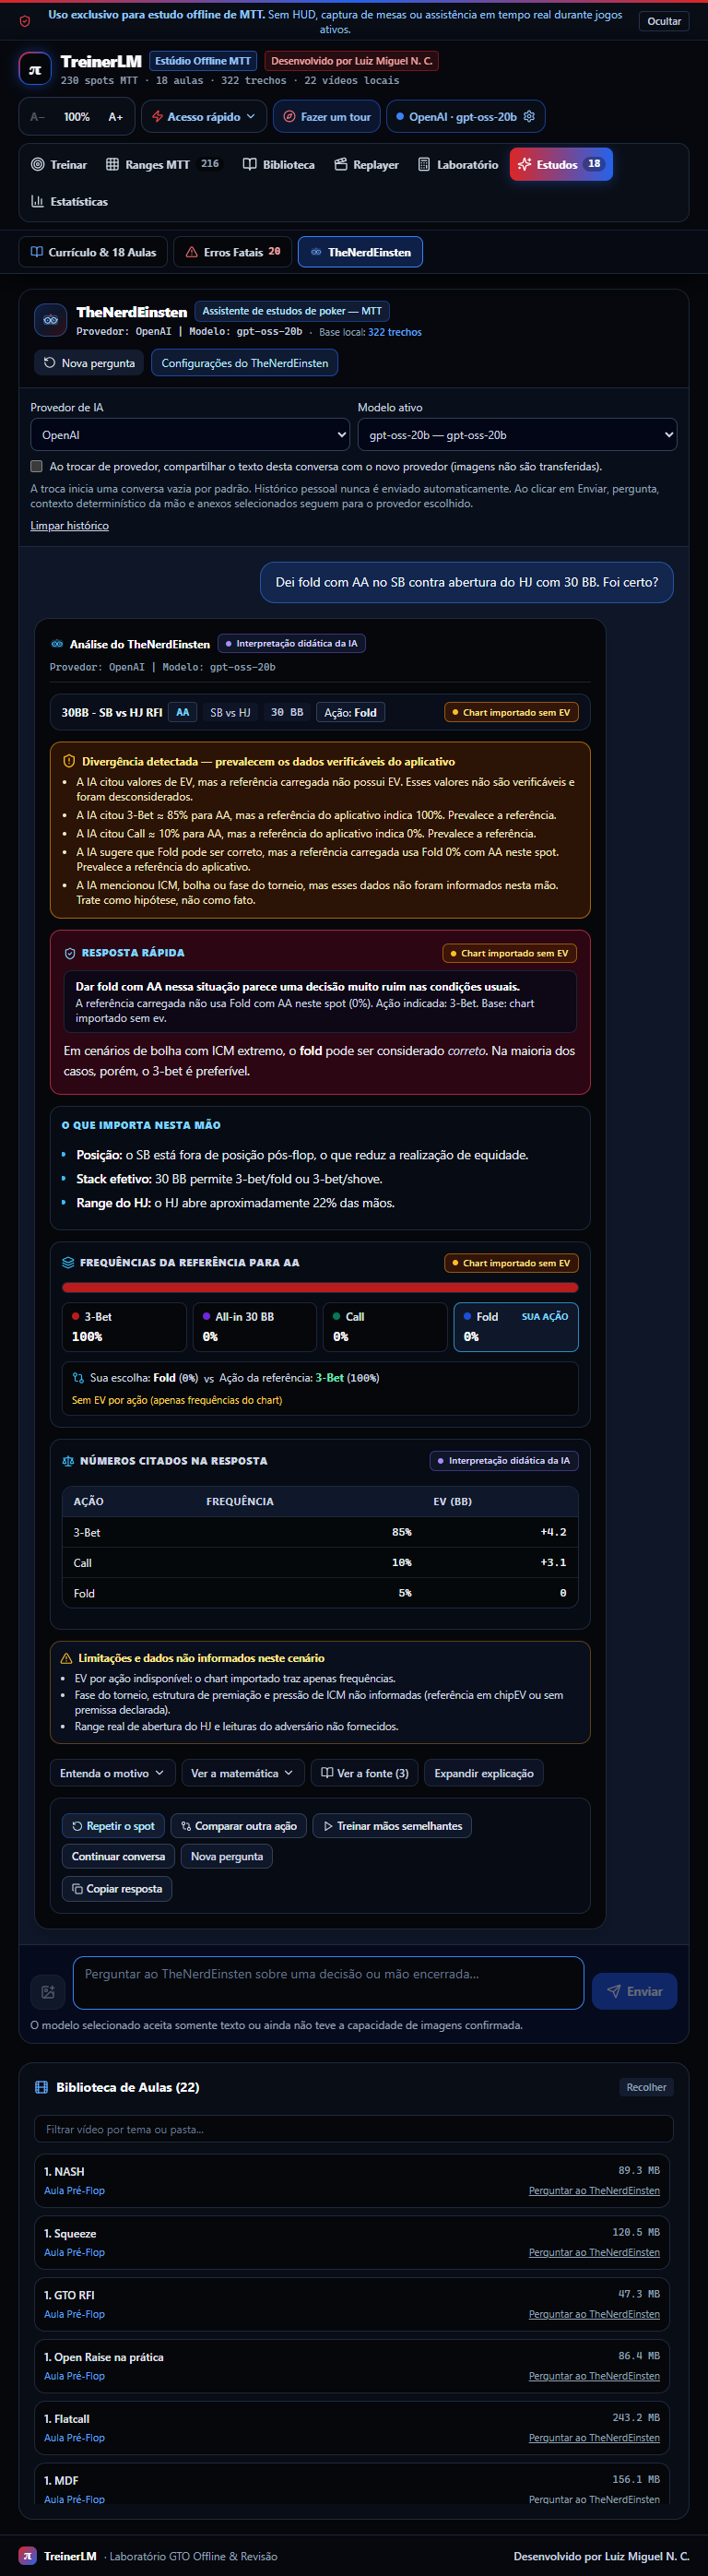 Uso exclusivo para estudo offline de MTT. Sem HUD, captura de mesas ou assistência em tempo real durante jogos
ativos.
Ocultar
π
TreinerLM
Estúdio Offline MTT
Desenvolvido por Luiz Miguel N. C.
230 spots MTT · 18 aulas · 322 trechos · 22 vídeos locais
A−
100%
A+
Acesso rápido
Fazer um tour
OpenAI · gpt-oss-20b
Treinar
Ranges MTT 216
Biblioteca
Replayer
Laboratório
Estudos 18
Estatísticas
Currículo & 18 Aulas
Erros Fatais 20
TheNerdEinsten
TheNerdEinsten
Assistente de estudos de poker — MTT
Provedor: OpenAI | Modelo: gpt-oss-20b · Base local: 322 trechos
Nova pergunta
Configurações do TheNerdEinsten
Provedor de IA
Modelo ativo
OpenAI
gpt-oss-20b — gpt-oss-20b
Ao trocar de provedor, compartilhar o texto desta conversa com o novo provedor (imagens não são transferidas).
A troca inicia uma conversa vazia por padrão. Histórico pessoal nunca é enviado automaticamente. Ao clicar em Enviar, pergunta,
contexto determinístico da mão e anexos selecionados seguem para o provedor escolhido.
Limpar histórico
Dei fold com AA no SB contra abertura do HJ com 30 BB. Foi certo?
Análise do TheNerdEinsten
Interpretação didática da IA
Provedor: OpenAI | Modelo: gpt-oss-20b
30BB - SB vs HJ RFI
AA
SB vs HJ
30 BB
Ação: Fold
Chart importado sem EV
Divergência detectada — prevalecem os dados verificáveis do aplicativo
• A IA citou valores de EV, mas a referência carregada não possui EV. Esses valores não são verificáveis e
foram desconsiderados.
• A IA citou 3-Bet ≈ 85% para AA, mas a referência do aplicativo indica 100%. Prevalece a referência.
• A IA citou Call ≈ 10% para AA, mas a referência do aplicativo indica 0%. Prevalece a referência.
• A IA sugere que Fold pode ser correto, mas a referência carregada usa Fold 0% com AA neste spot.
Prevalece a referência do aplicativo.
• A IA mencionou ICM, bolha ou fase do torneio, mas esses dados não foram informados nesta mão.
Trate como hipótese, não como fato.
RESPOSTA RÁPIDA
Chart importado sem EV
Dar fold com AA nessa situação parece uma decisão muito ruim nas condições usuais.
A referência carregada não usa Fold com AA neste spot (0%). Ação indicada: 3-Bet. Base: chart
importado sem ev.
Em cenários de bolha com ICM extremo, o fold pode ser considerado correto. Na maioria dos
casos, porém, o 3-bet é preferível.
O QUE IMPORTA NESTA MÃO
Posição: o SB está fora de posição pós-flop, o que reduz a realização de equidade.
Stack efetivo: 30 BB permite 3-bet/fold ou 3-bet/shove.
Range do HJ: o HJ abre aproximadamente 22% das mãos.
FREQUÊNCIAS DA REFERÊNCIA PARA AA
Chart importado sem EV
3-Bet
100%
All-in 30 BB
0%
Call
0%
Fold
SUA AÇÃO
0%
Sua escolha: Fold (0%) vs Ação da referência: 3-Bet (100%)
Sem EV por ação (apenas frequências do chart)
NÚMEROS CITADOS NA RESPOSTA
Interpretação didática da IA
AÇÃO FREQUÊNCIA EV (BB)
3-Bet 85% +4.2
Call 10% +3.1
Fold 5% 0
Limitações e dados não informados neste cenário
• EV por ação indisponível: o chart importado traz apenas frequências.
• Fase do torneio, estrutura de premiação e pressão de ICM não informadas (referência em chipEV ou sem
premissa declarada).
• Range real de abertura do HJ e leituras do adversário não fornecidos.
Entenda o motivo
Ver a matemática
Ver a fonte (3)
Expandir explicação
Repetir o spot
Comparar outra ação
Treinar mãos semelhantes
Continuar conversa
Nova pergunta
Copiar resposta
Perguntar ao TheNerdEinsten sobre uma decisão ou mão encerrada...
Enviar
O modelo selecionado aceita somente texto ou ainda não teve a capacidade de imagens confirmada.
Biblioteca de Aulas (22)
Recolher
Filtrar vídeo por tema ou pasta...
1. NASH
89.3 MB
Aula Pré-Flop
Perguntar ao TheNerdEinsten
1. Squeeze
120.5 MB
Aula Pré-Flop
Perguntar ao TheNerdEinsten
1. GTO RFI
47.3 MB
Aula Pré-Flop
Perguntar ao TheNerdEinsten
1. Open Raise na prática
86.4 MB
Aula Pré-Flop
Perguntar ao TheNerdEinsten
1. Flatcall
243.2 MB
Aula Pré-Flop
Perguntar ao TheNerdEinsten
1. MDF
156.1 MB
Aula Pré-Flop
Perguntar ao TheNerdEinsten
π
TreinerLM · Laboratório GTO Offline & Revisão
Desenvolvido por Luiz Miguel N. C.